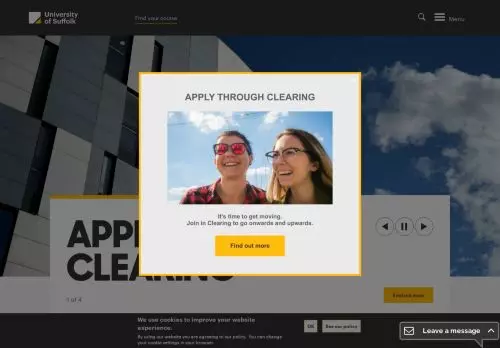 University
of Suffolk
Find your course
Menu
APPLY THROUGH CLEARING
It's time to get moving.
Join in Clearing to go onwards and upwards.
Find out more
APP
CLEARING
1 of 4
Find out more
We use cookies to improve your website
experience.
By using our website you are agreeing to our policy. You can change
your cookie settings in your browser.
OK
See our policy
Leave a message